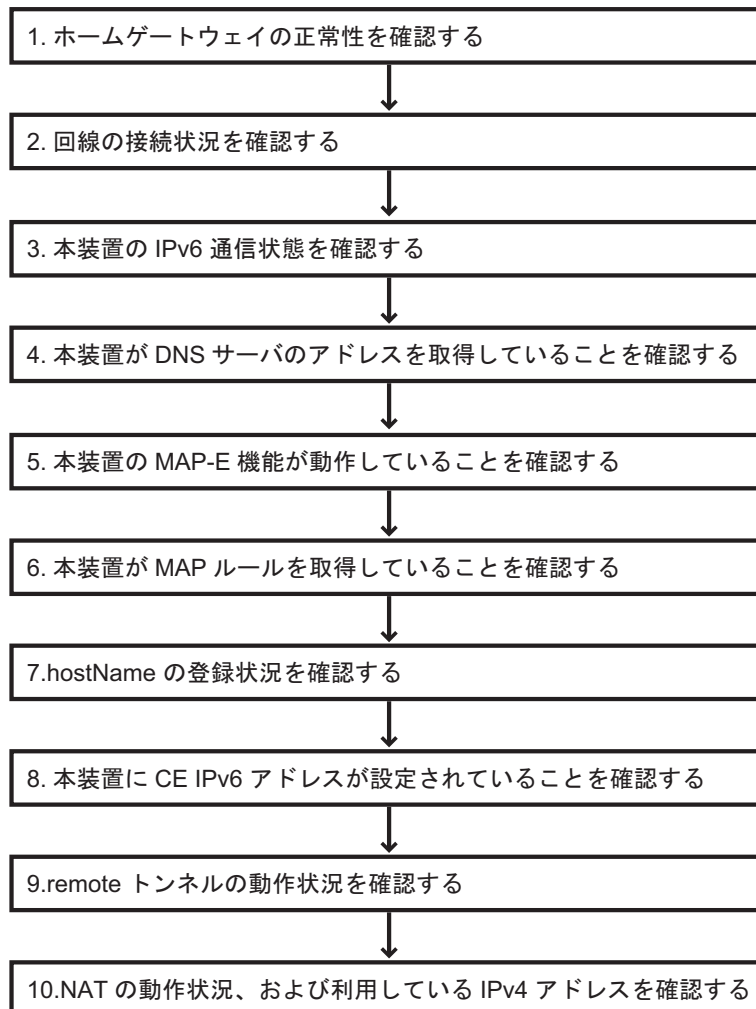 1. ホームゲートウェイの正常性を確認する
2. 回線の接続状況を確認する
3. 本装置の IPv6 通信状態を確認する
4. 本装置が DNS サーバのアドレスを取得していることを確認する
5. 本装置の MAP-E 機能が動作していることを確認する
6. 本装置が MAP ルールを取得していることを確認する
7.hostName の登録状況を確認する
8. 本装置に CE IPv6 アドレスが設定されていることを確認する
9.remote トンネルの動作状況を確認する
10.NAT の動作状況、および利用している IPv4 アドレスを確認する